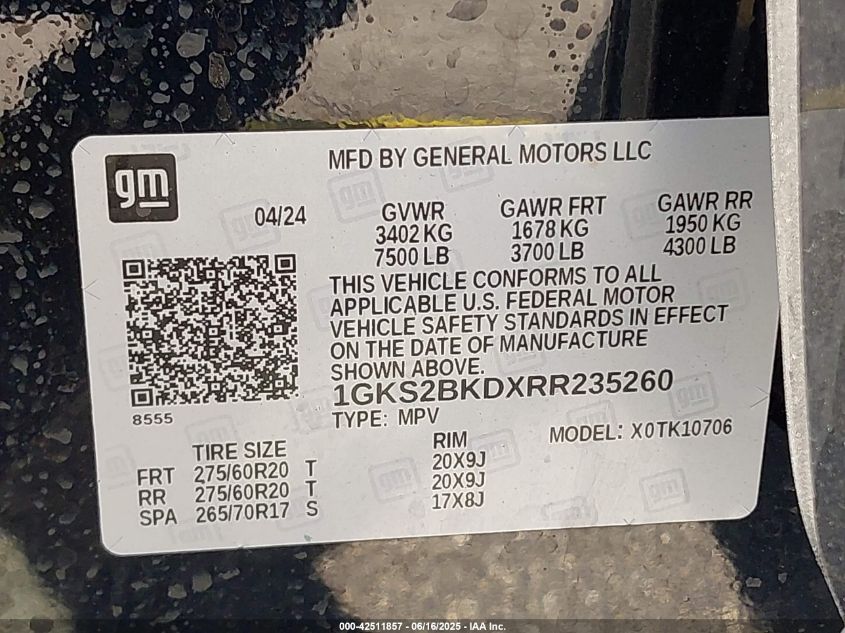 gm
MFD BY GENERAL MOTORS LLC
04/24
GVWR GAWR FRT GAWR RR
3402 KG 1678 KG 1950 KG
7500 LB 3700 LB 4300 LB
THIS VEHICLE CONFORMS TO ALL
APPLICABLE U.S. FEDERAL MOTOR
VEHICLE SAFETY STANDARDS IN EFFECT
ON THE DATE OF MANUFACTURE
SHOWN ABOVE.
1GKS2BKDXRR235260
8555
TYPE: MPV
MODEL: X0TK10706
TIRE SIZE RIM
FRT 275/60R20 T 20X9J
RR 275/60R20 T 20X9J
SPA 265/70R17 S 17X8J
000-42511857 - 06/16/2025 - IAA Inc.